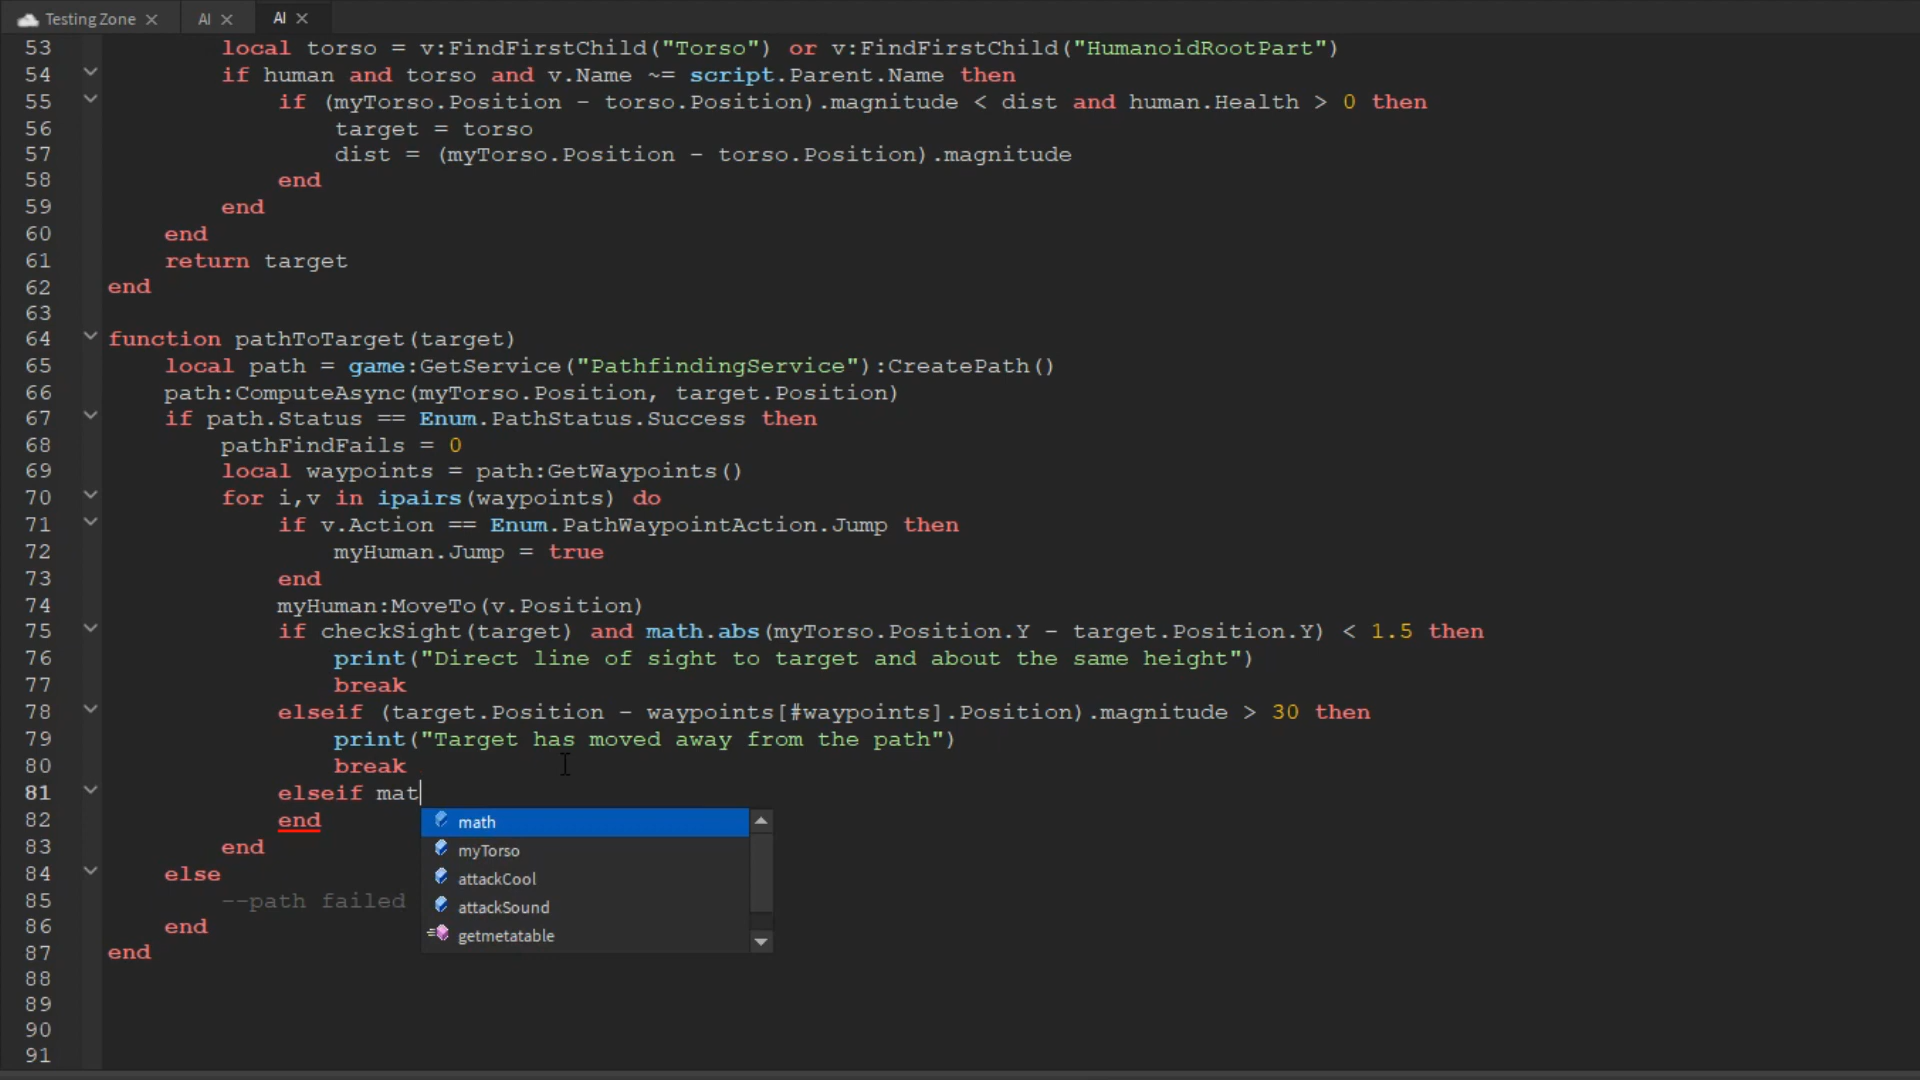 Testing Zone AI AI
53 local torso = v:FindFirstChild("Torso") or v:FindFirstChild("HumanoidRootPart")
54 if human and torso and v.Name ~= script.Parent.Name then
55 if (myTorso.Position - torso.Position).magnitude < dist and human.Health > 0 then
56 target = torso
57 dist = (myTorso.Position - torso.Position).magnitude
58 end
59 end
60 end
61 return target
62 end
63
64 function pathToTarget(target)
65 local path = game:GetService("PathfindingService"):CreatePath()
66 path:ComputeAsync(myTorso.Position, target.Position)
67 if path.Status == Enum.PathStatus.Success then
68 pathFindFails = 0
69 local waypoints = path:GetWaypoints()
70 for i,v in ipairs(waypoints) do
71 if v.Action == Enum.PathWaypointAction.Jump then
72 myHuman.Jump = true
73 end
74 myHuman:MoveTo(v.Position)
75 if checkSight(target) and math.abs(myTorso.Position.Y - target.Position.Y) < 1.5 then
76 print("Direct line of sight to target and about the same height")
77 break
78 elseif (target.Position - waypoints[#waypoints].Position).magnitude > 30 then
79 print("Target has moved away from the path")
80 break
81 elseif mat
82 end
math
83 end
myTorso
84 else
attackCool
85 --path failed
attackSound
86 end
getmetatable
87 end
88
89
90
91